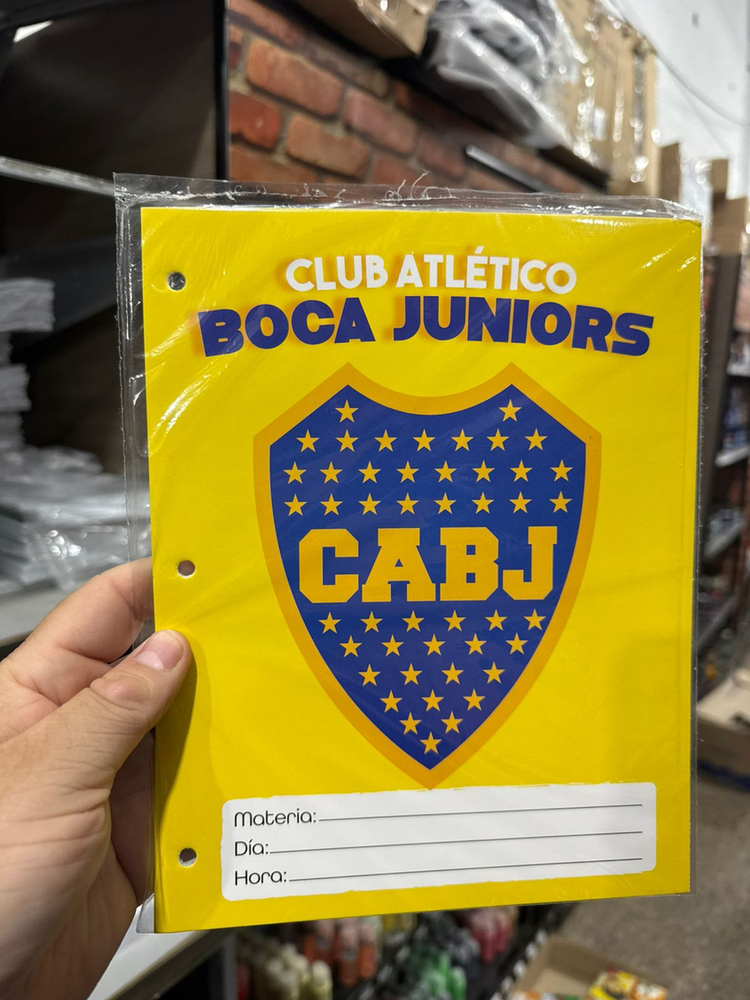 CLUB ATLÉTICO
BOCA JUNIORS
CABJ
Materia:
Día:
Hora: